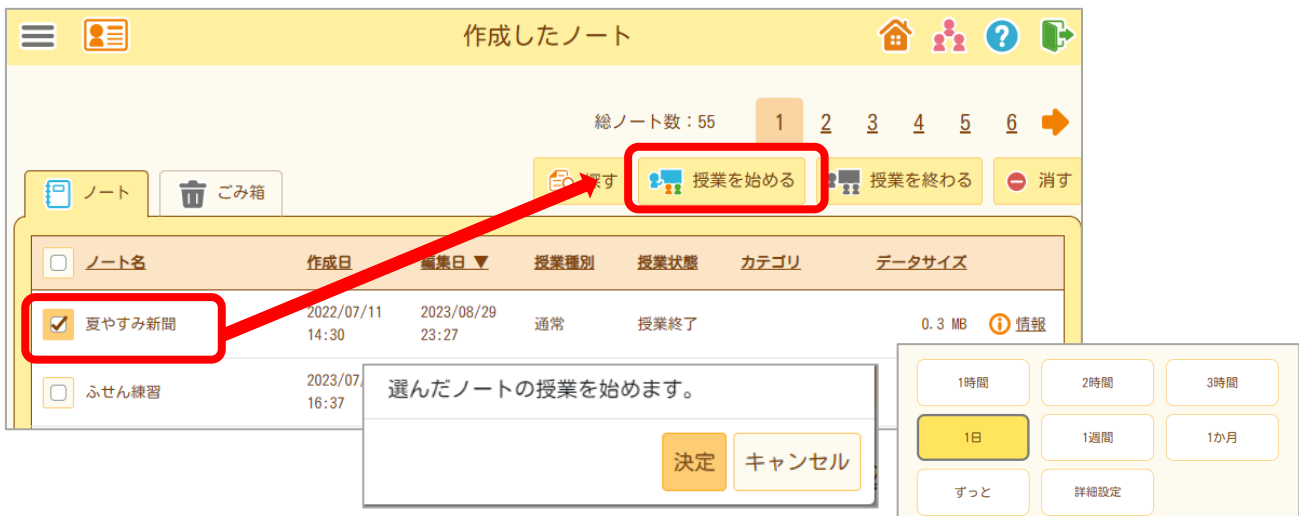 作成したノート
総ノート数：55 1 2 3 4 5 6
ノート ごみ箱 授業を始める 授業を終わる 消す
ノート名 作成日 編集日 ▼ 授業種別 授業状態 カテゴリ データサイズ
夏やすみ新聞 2022/07/11 14:30 2023/08/29 23:27 通常 授業終了 0.3 MB 情報
ふせん練習 2023/07/ 16:37
選んだノートの授業を始めます。
決定 キャンセル
1時間 2時間 3時間
1日 1週間 1か月
ずっと 詳細設定